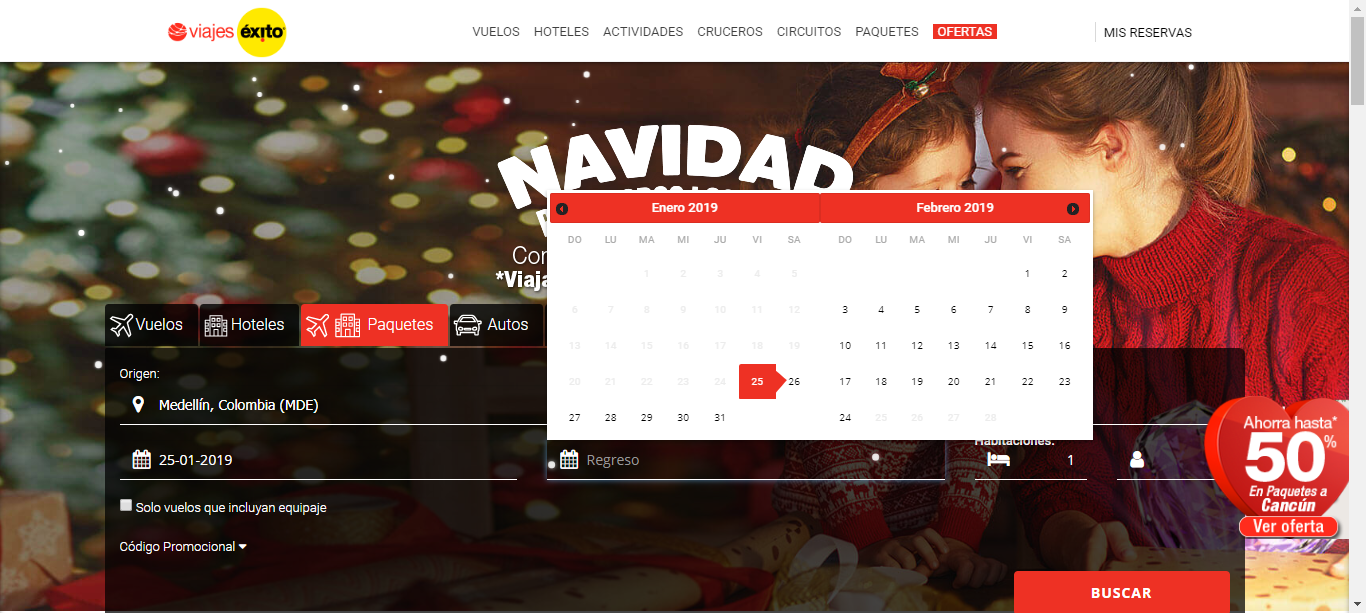 viajes éxito
VUELOS HOTELES ACTIVIDADES CRUCEROS CIRCUITOS PAQUETES OFERTAS
MIS RESERVAS
NAVIDAD
Enero 2019 Febrero 2019
DO LU MA MI JU VI SA DO LU MA MI JU VI SA
1 2 3 4 5 1 2
6 7 8 9 10 11 12 3 4 5 6 7 8 9
13 14 15 16 17 18 19 10 11 12 13 14 15 16
20 21 22 23 24 25 26 17 18 19 20 21 22 23
27 28 29 30 31 24 25 26 27 28
*Viaja
Vuelos Hoteles Paquetes Autos
Origen:
Medellín, Colombia (MDE)
Habitaciones:
25-01-2019 Regreso 1
Solo vuelos que incluyan equipaje
Código Promocional
BUSCAR
Ahorra hasta*
50%
En Paquetes a
Cancún
Ver oferta